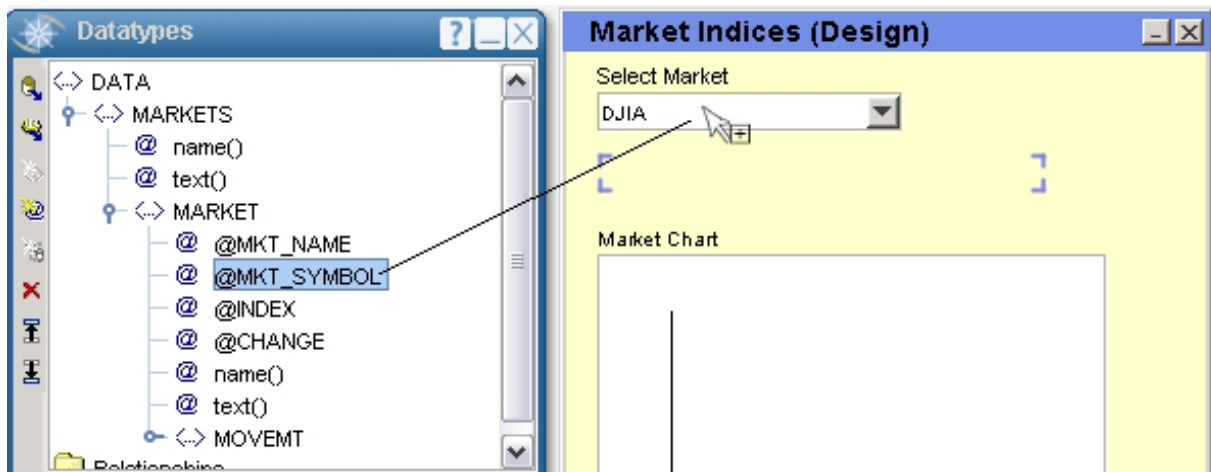 Datatypes
DATA
MARKETS
@ name()
@ text()
MARKET
@ @MKT_NAME
@ @MKT_SYMBOL
@ @INDEX
@ @CHANGE
@ name()
@ text()
MOVEMT
Relationships
Market Indices (Design)
Select Market
DJIA
Market Chart